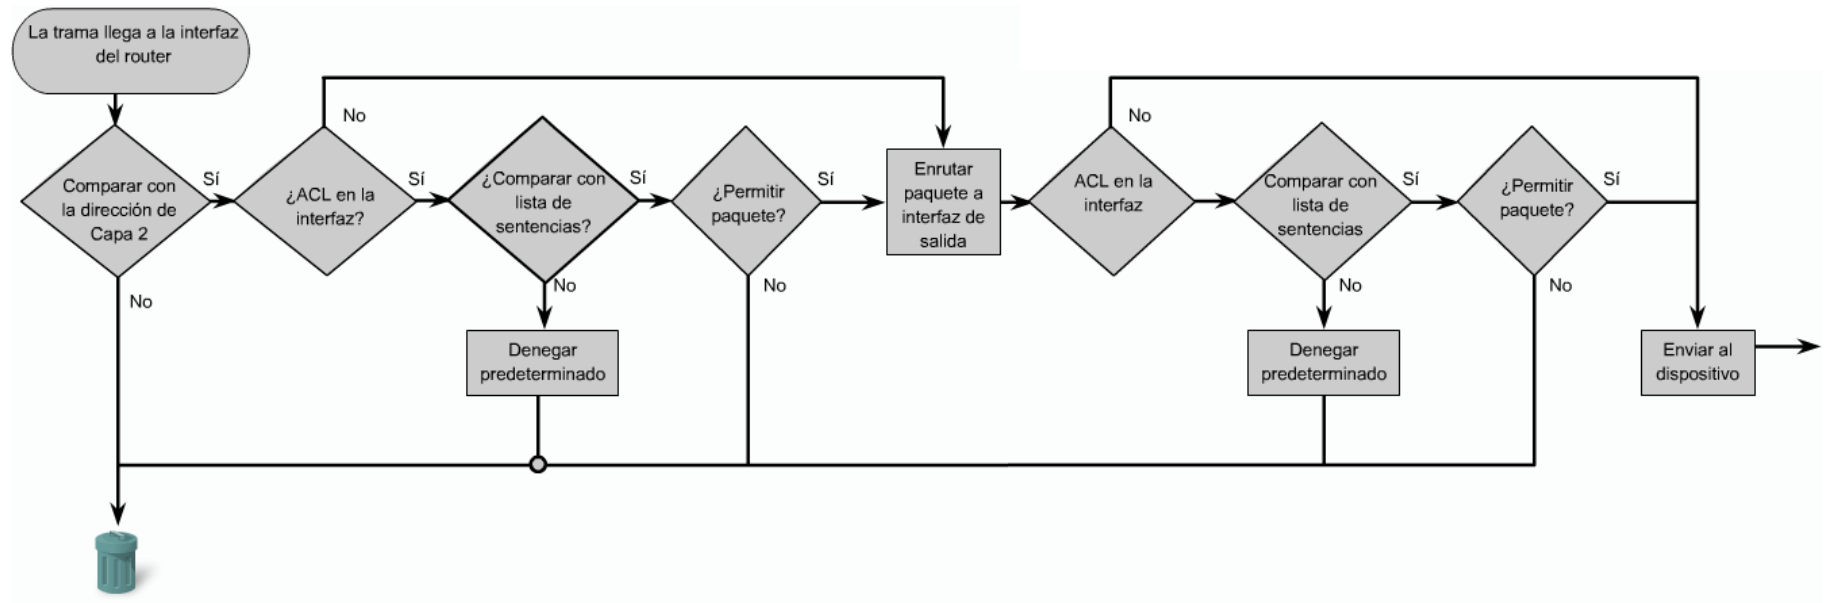 La trama llega a la interfaz
del router
Comparar con
la dirección de
Capa 2
Sí
No
¿ACL en la
interfaz?
No
Sí
¿Comparar con
lista de
sentencias?
Sí
No
Denegar
predeterminado
¿Permitir
paquete?
Sí
No
Enrutar
paquete a
interfaz de
salida
ACL en la
interfaz
No
Comparar con
lista de
sentencias
Sí
No
Denegar
predeterminado
¿Permitir
paquete?
Sí
No
Enviar al
dispositivo